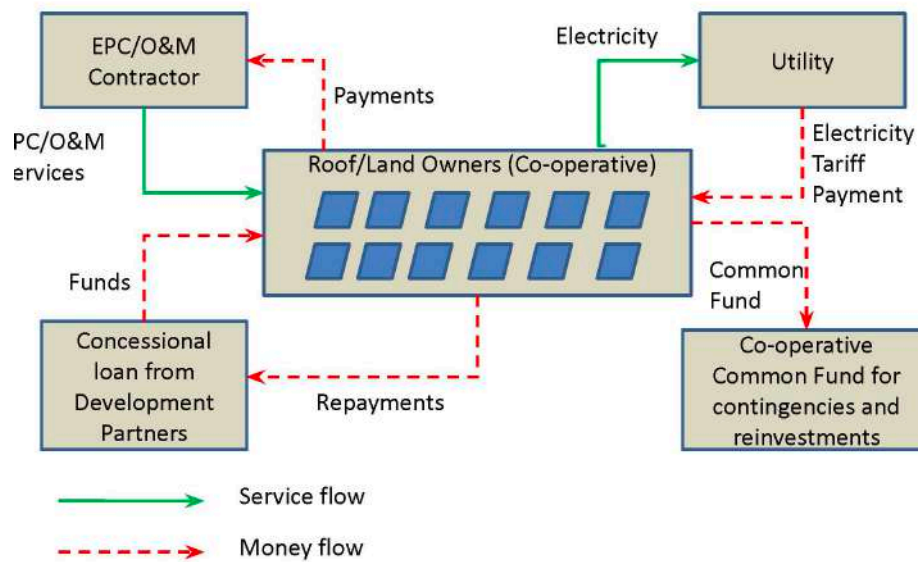 EPC/O&M
Contractor
Electricity
Utility
Payments
PC/O&M
ervices
Electricity
Tariff
Payment
Roof/Land Owners (Co-operative)
Funds
Common
Fund
Concessional
loan from
Development
Partners
Repayments
Co-operative
Common Fund for
contingencies and
reinvestments
Service flow
Money flow